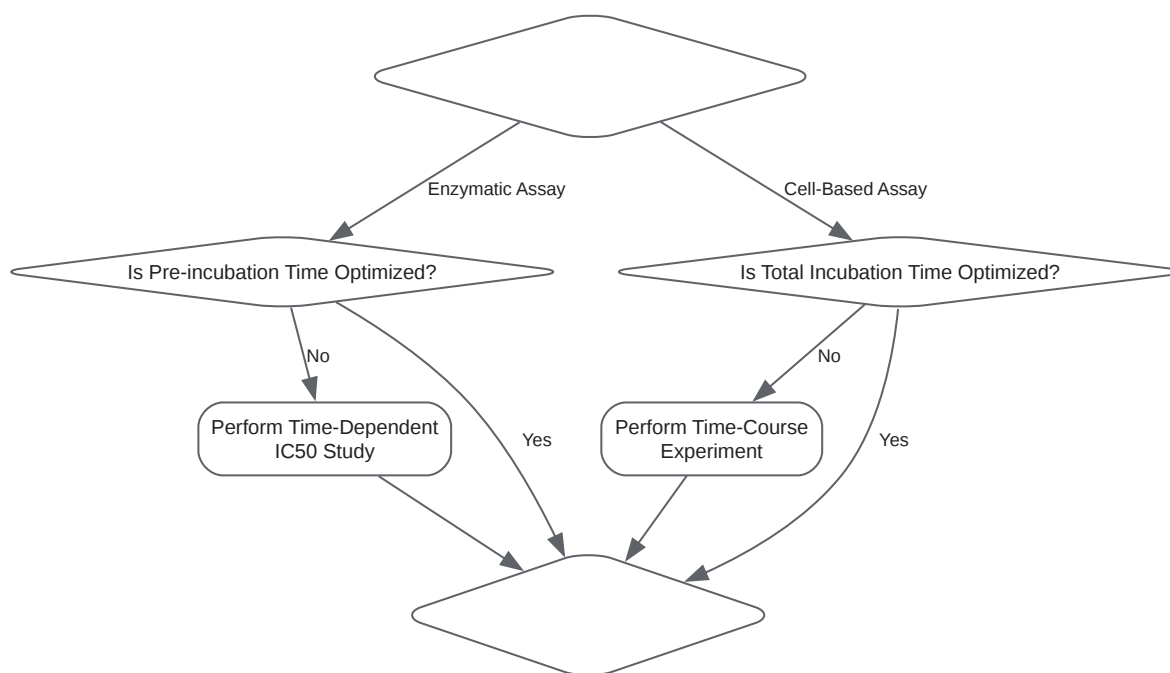 Enzymatic Assay
Cell-Based Assay
Is Pre-incubation Time Optimized?
Is Total Incubation Time Optimized?
No
No
Perform Time-Dependent
IC50 Study
Yes
Perform Time-Course
Experiment
Yes